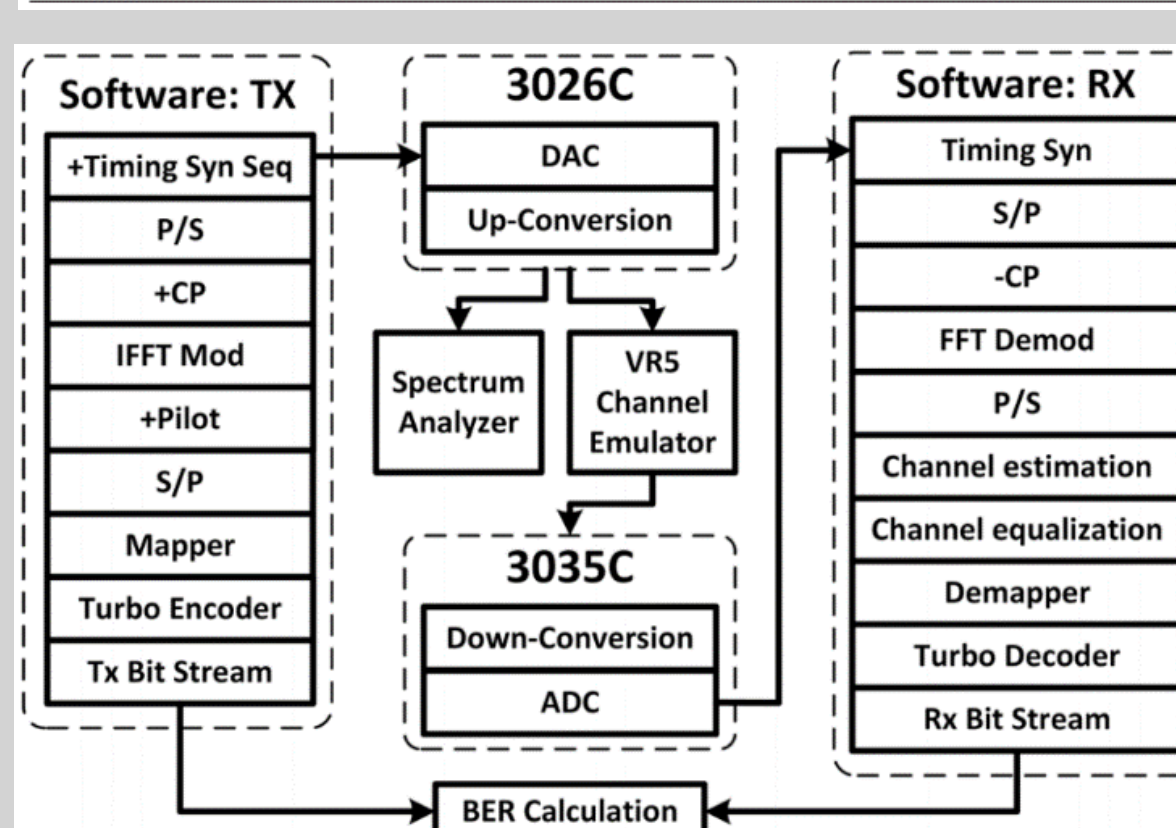 Software: TX
+Timing Syn Seq
P/S
+CP
IFFT Mod
+Pilot
S/P
Mapper
Turbo Encoder
Tx Bit Stream
3026C
DAC
Up-Conversion
Spectrum
Analyzer
VR5
Channel
Emulator
3035C
Down-Conversion
ADC
Software: RX
Timing Syn
S/P
-CP
FFT Demod
P/S
Channel estimation
Channel equalization
Demapper
Turbo Decoder
Rx Bit Stream
BER Calculation